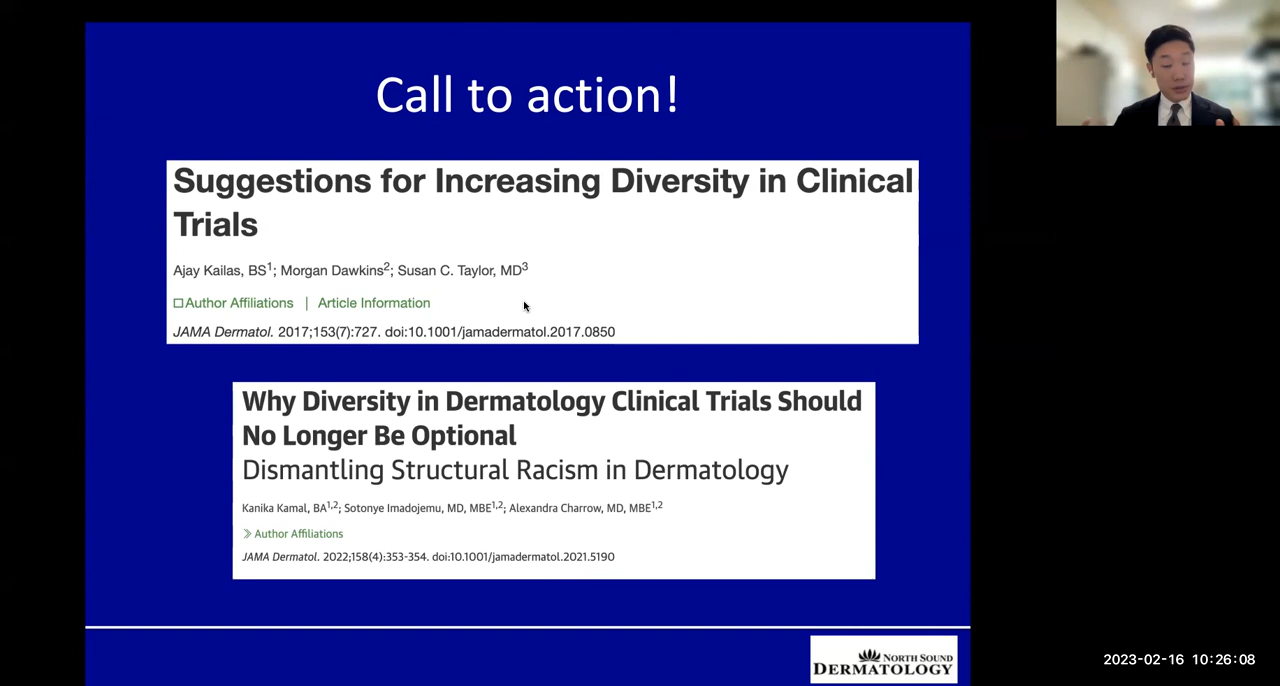 Call to action!
Suggestions for Increasing Diversity in Clinical
Trials
Ajay Kailas, BS1; Morgan Dawkins2; Susan C. Taylor, MD3
Author Affiliations | Article Information
JAMA Dermatol. 2017;153(7):727. doi:10.1001/jamadermatol.2017.0850
Why Diversity in Dermatology Clinical Trials Should
No Longer Be Optional
Dismantling Structural Racism in Dermatology
Kanika Kamal, BA1,2; Sotonye Imadojemu, MD, MBE1,2; Alexandra Charrow, MD, MBE1,2
Author Affiliations
JAMA Dermatol. 2022;158(4):353-354. doi:10.1001/jamadermatol.2021.5190
NORTH SOUND
DERMATOLOGY
2023-02-16 10:26:08